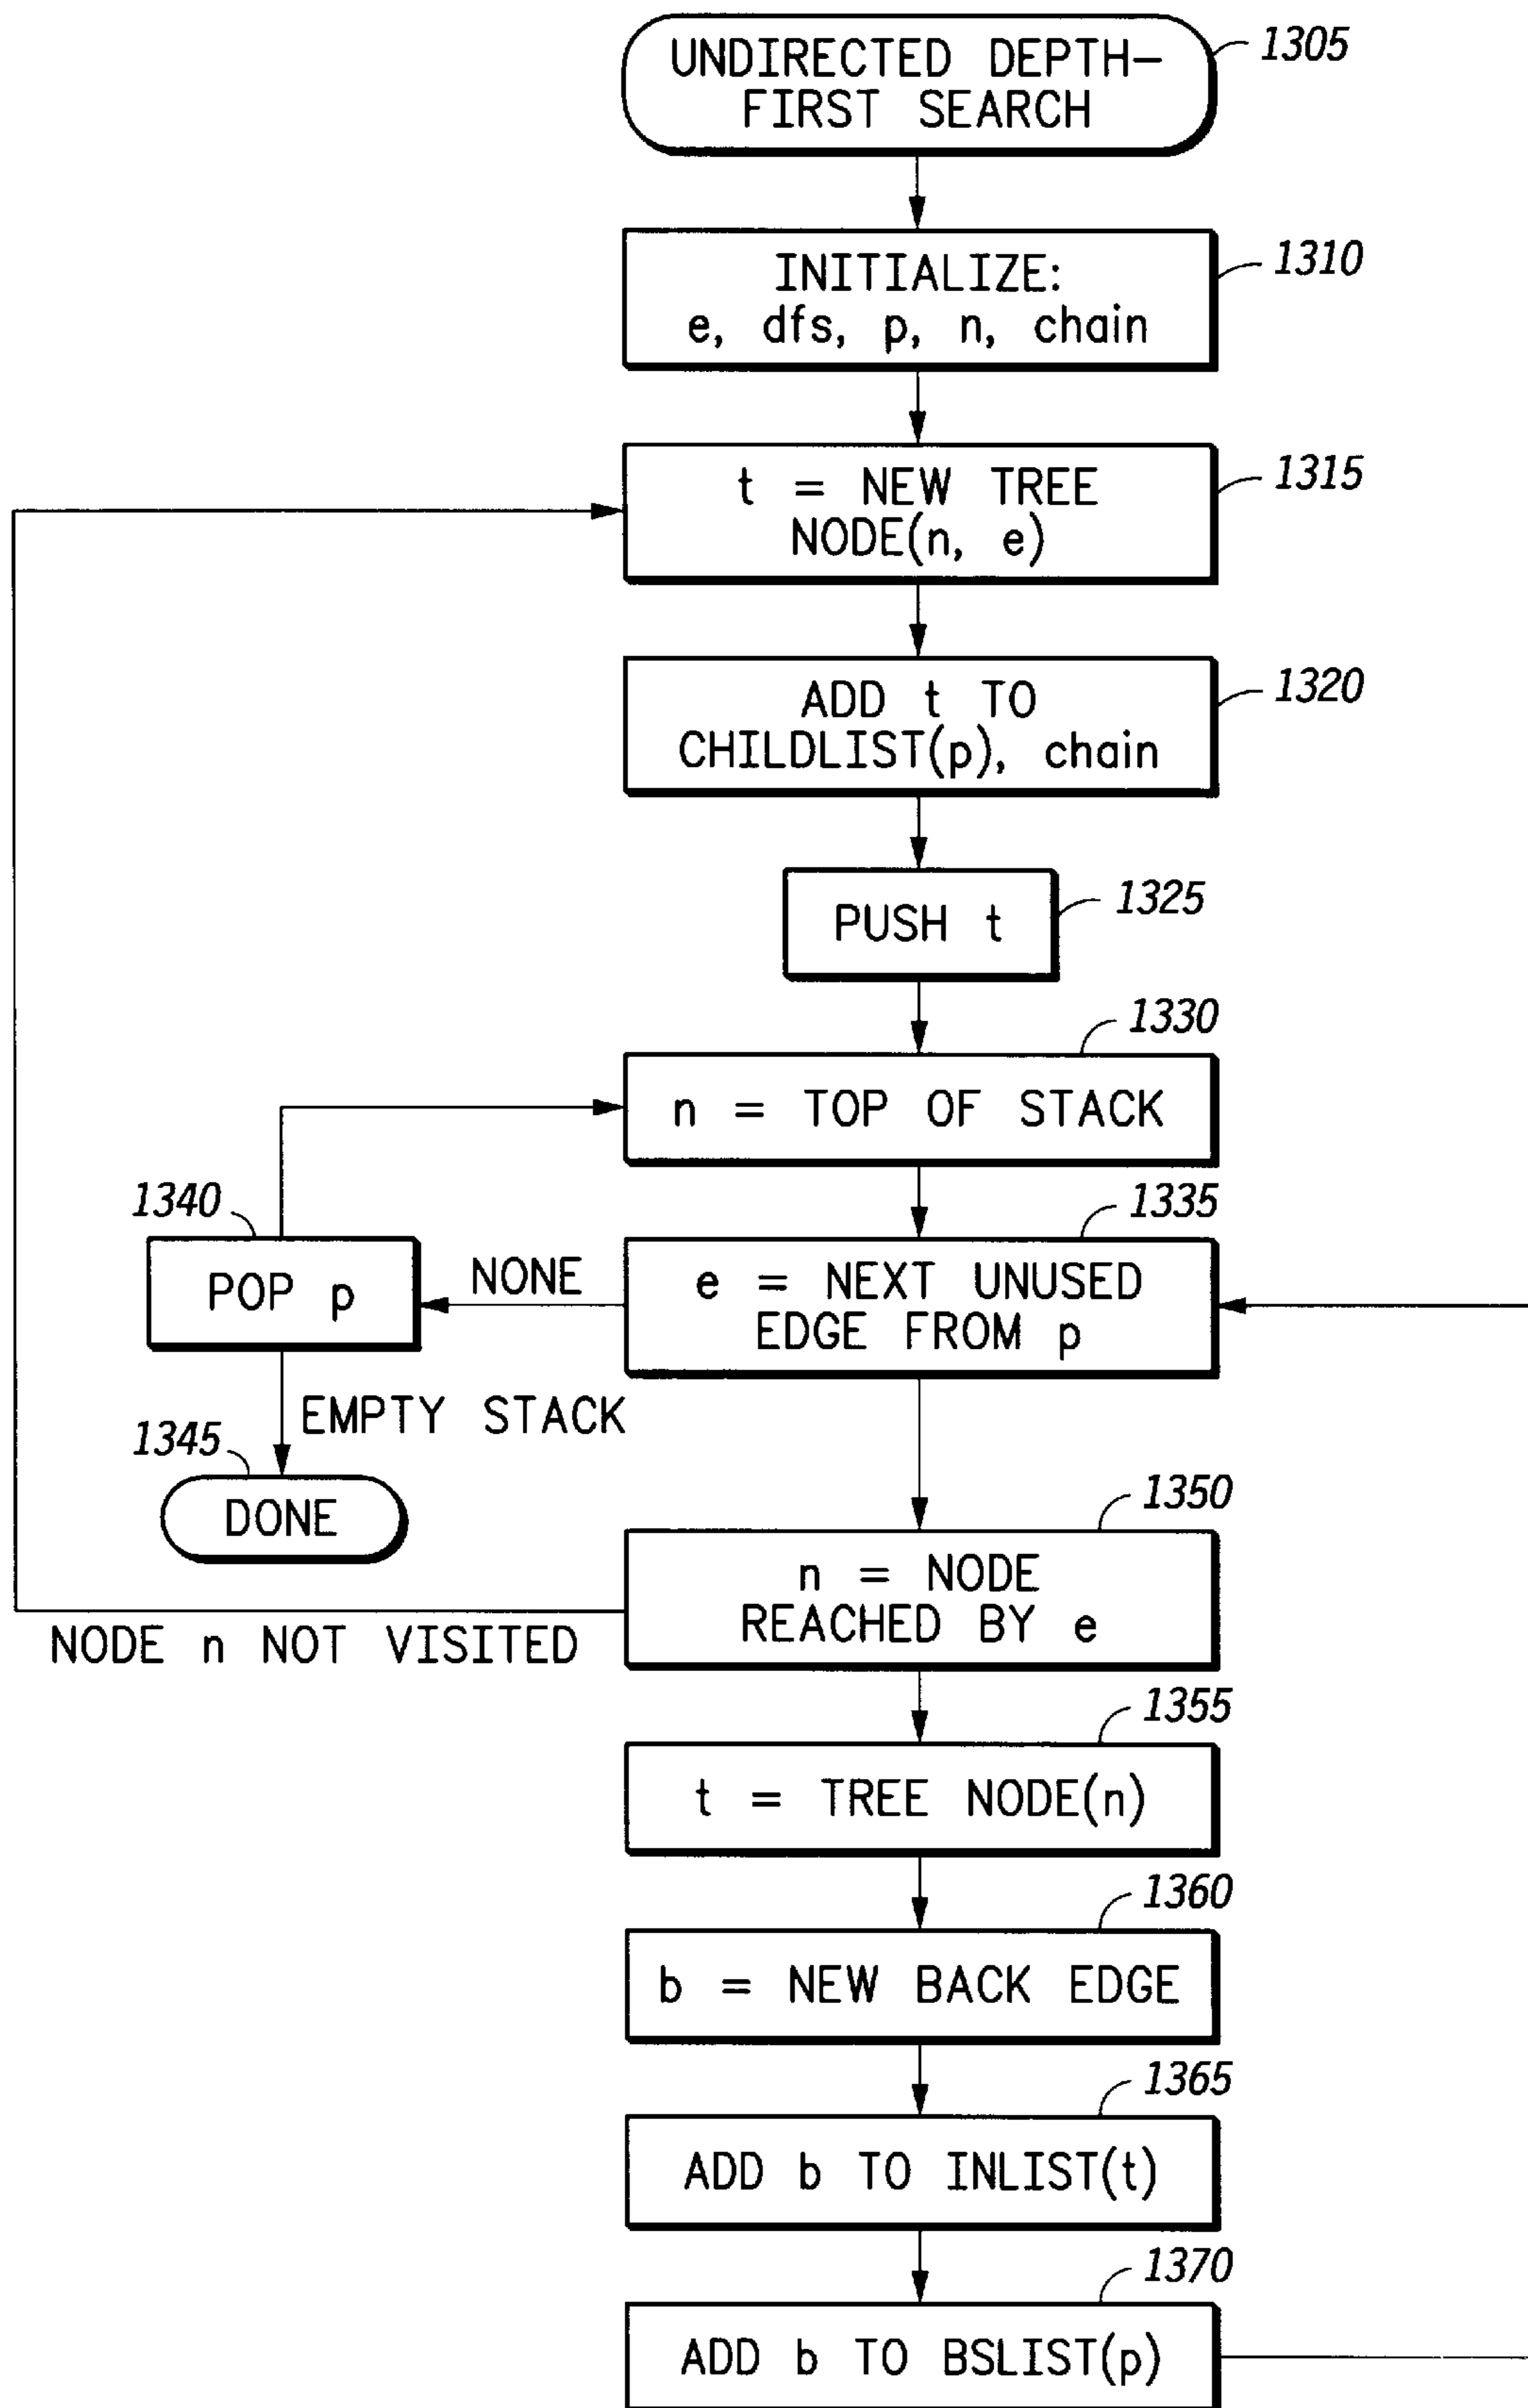 UNDIRECTED DEPTH-
FIRST SEARCH
1305
INITIALIZE:
e, dfs, p, n, chain
1310
t = NEW TREE
NODE(n, e)
1315
ADD t TO
CHILDLIST(p), chain
1320
PUSH t
1325
1330
n = TOP OF STACK
1335
e = NEXT UNUSED
EDGE FROM p
NONE
1340
POP p
EMPTY STACK
1345
DONE
1350
n = NODE
REACHED BY e
NODE n NOT VISITED
1355
t = TREE NODE(n)
1360
b = NEW BACK EDGE
1365
ADD b TO INLIST(t)
1370
ADD b TO BSLIST(p)